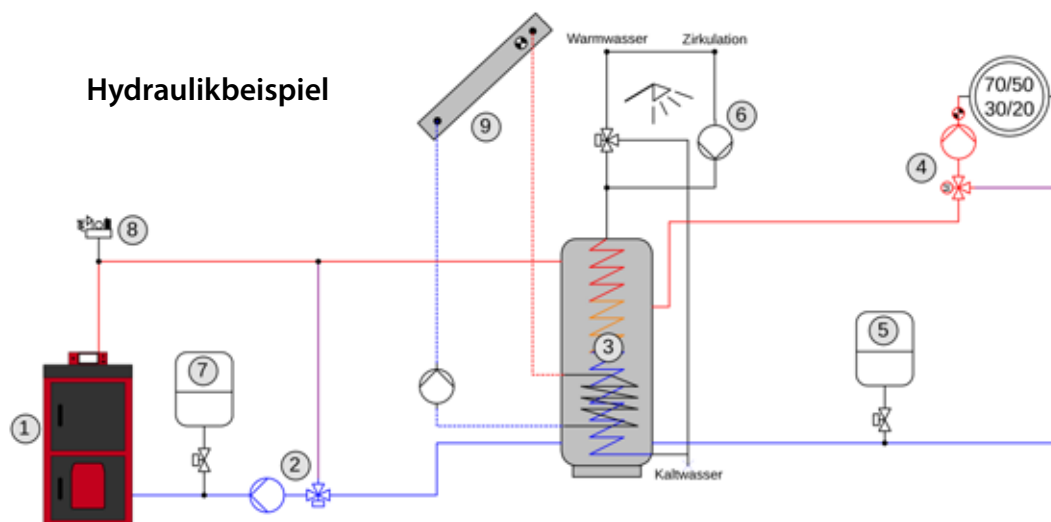 Hydraulikbeispiel
Warmwasser
Zirkulation
70/50
30/20
9
6
4
8
3
5
7
1
2
Kaltwasser